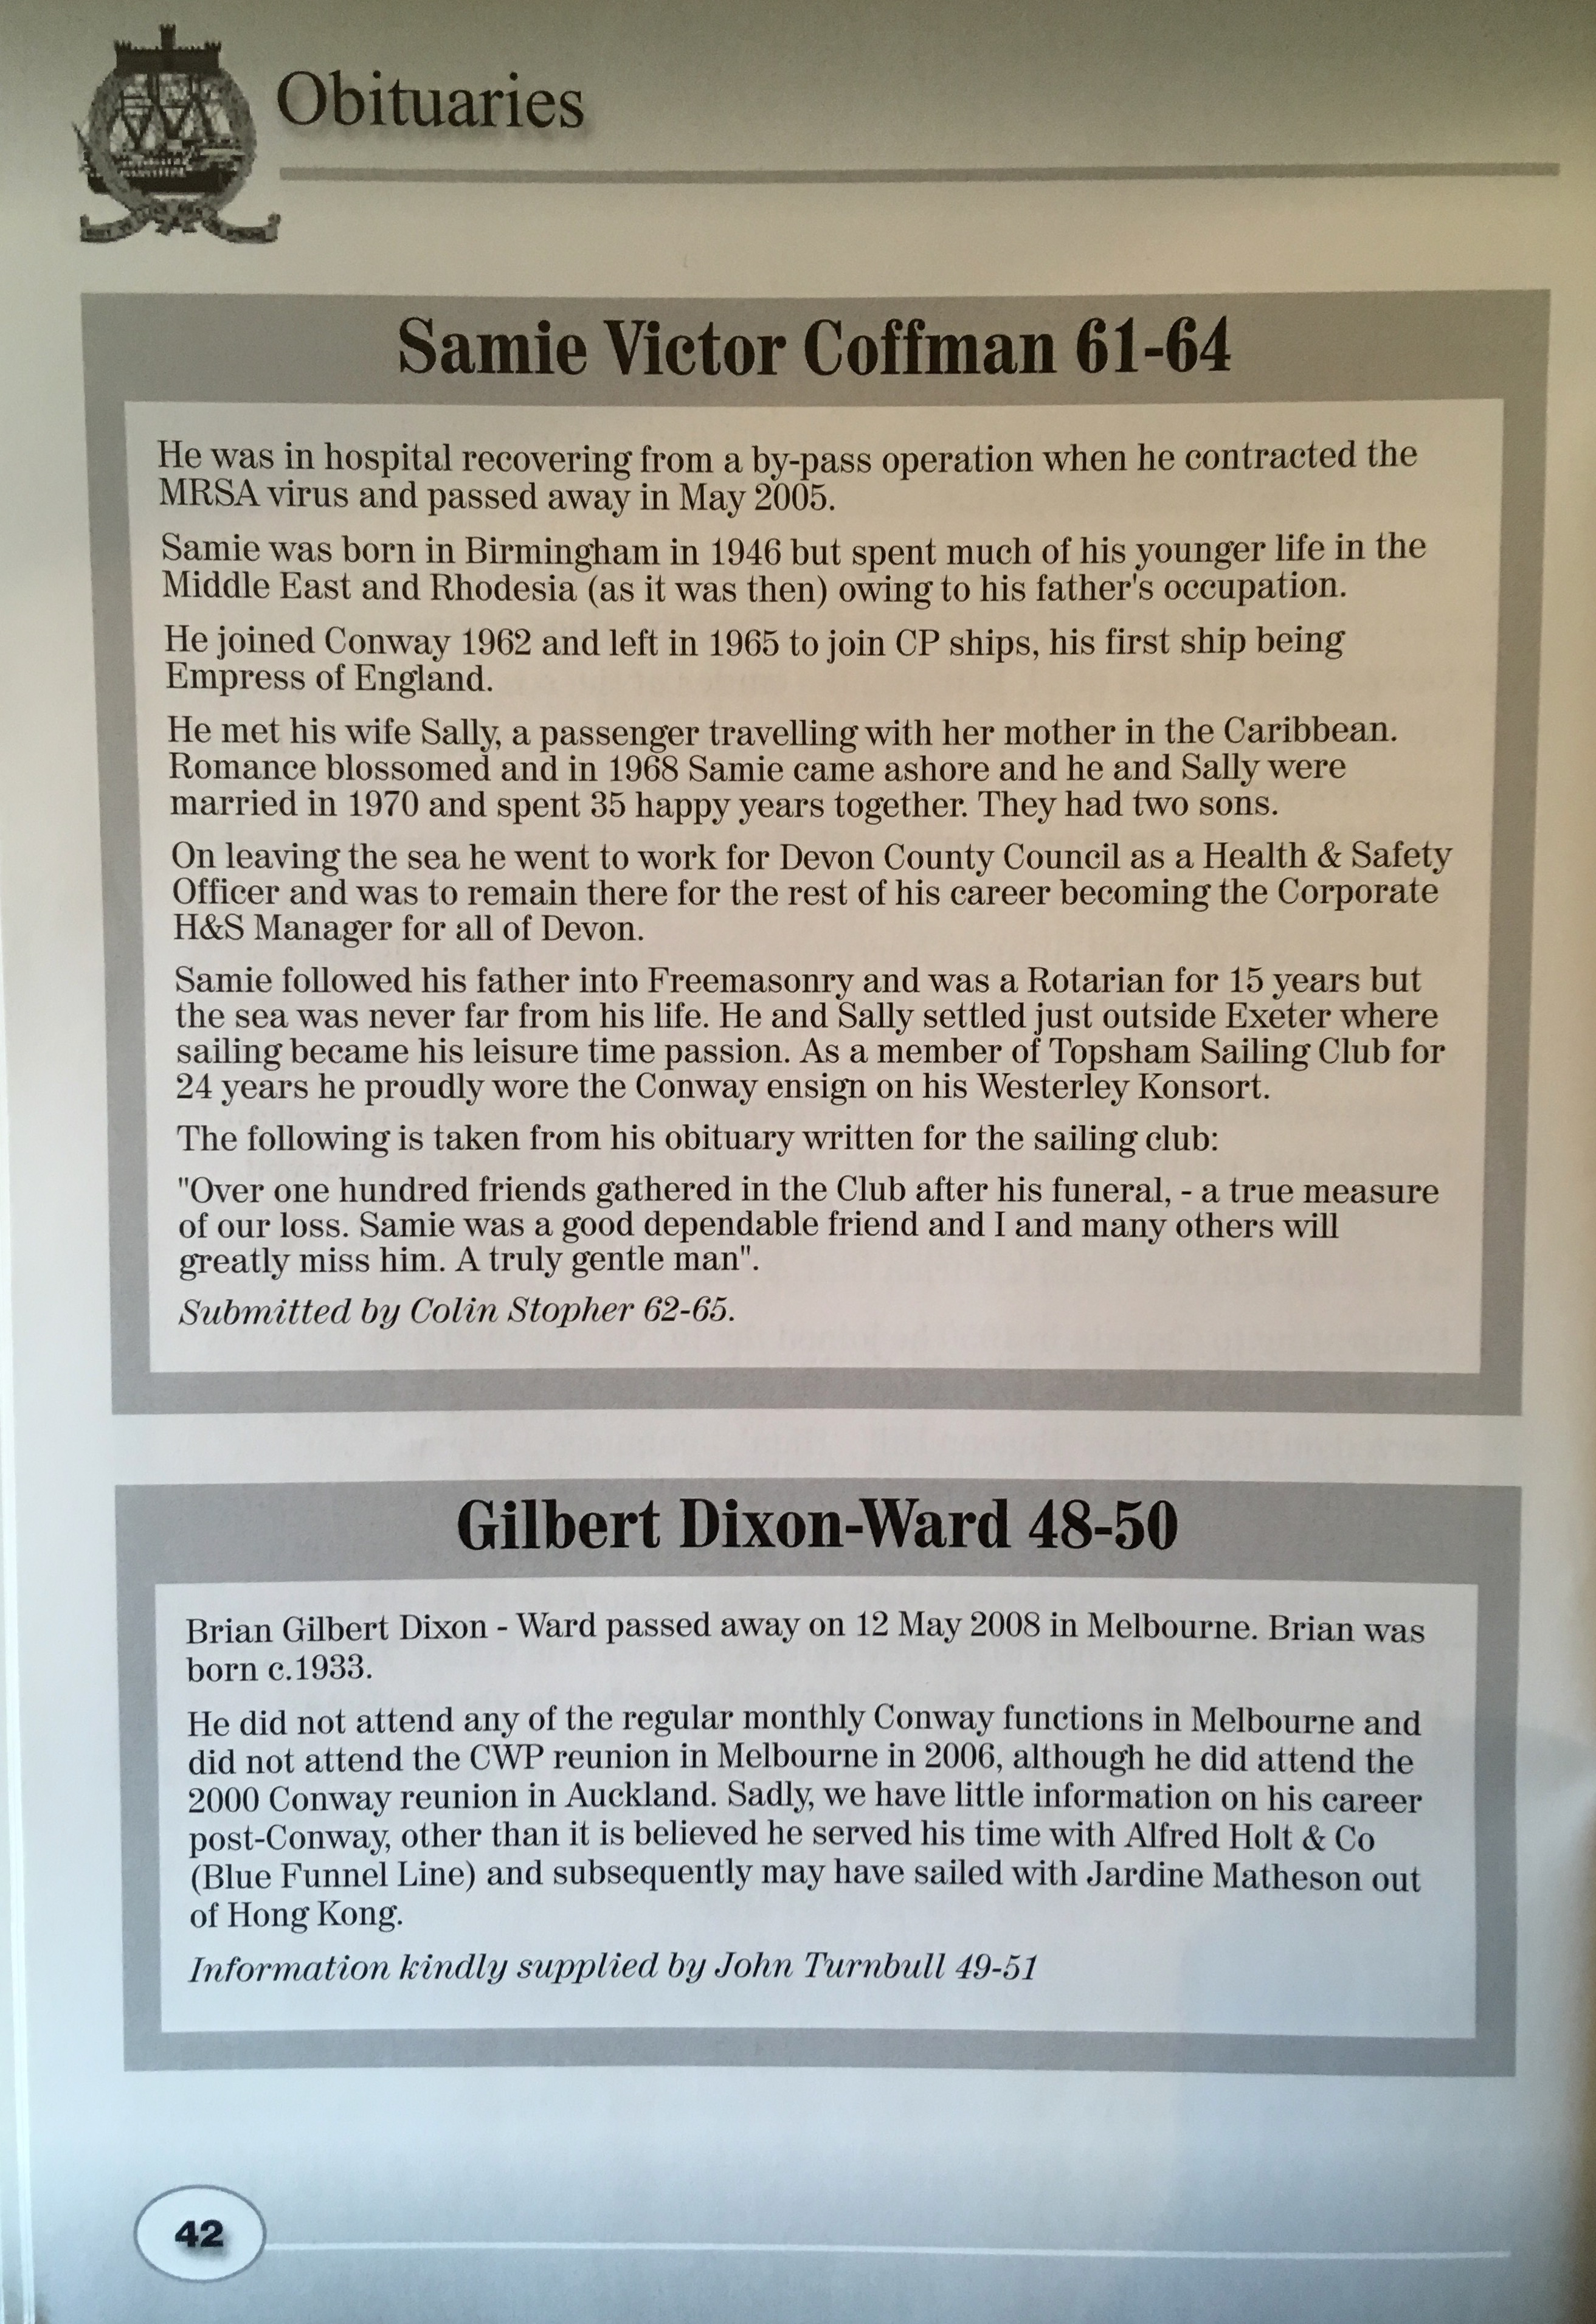 Obituaries
Samie Victor Coffman 61-64
He was in hospital recovering from a by-pass operation when he contracted the
MRSA virus and passed away in May 2005.
Samie was born in Birmingham in 1946 but spent much of his younger life in the
Middle East and Rhodesia (as it was then) owing to his father's occupation.
He joined Conway 1962 and left in 1965 to join CP ships, his first ship being
Empress of England.
He met his wife Sally, a passenger travelling with her mother in the Caribbean.
Romance blossomed and in 1968 Samie came ashore and he and Sally were
married in 1970 and spent 35 happy years together. They had two sons.
On leaving the sea he went to work for Devon County Council as a Health & Safety
Officer and was to remain there for the rest of his career becoming the Corporate
H&S Manager for all of Devon.
Samie followed his father into Freemasonry and was a Rotarian for 15 years but
the sea was never far from his life. He and Sally settled just outside Exeter where
sailing became his leisure time passion. As a member of Topsham Sailing Club for
24 years he proudly wore the Conway ensign on his Westerley Konsort.
The following is taken from his obituary written for the sailing club:
"Over one hundred friends gathered in the Club after his funeral, - a true measure
of our loss. Samie was a good dependable friend and I and many others will
greatly miss him. A truly gentle man".
Submitted by Colin Stopher 62-65.
Gilbert Dixon-Ward 48-50
Brian Gilbert Dixon - Ward passed away on 12 May 2008 in Melbourne. Brian was
born c.1933.
He did not attend any of the regular monthly Conway functions in Melbourne and
did not attend the CWP reunion in Melbourne in 2006, although he did attend the
2000 Conway reunion in Auckland. Sadly, we have little information on his career
post-Conway, other than it is believed he served his time with Alfred Holt & Co
(Blue Funnel Line) and subsequently may have sailed with Jardine Matheson out
of Hong Kong.
Information kindly supplied by John Turnbull 49-51
42